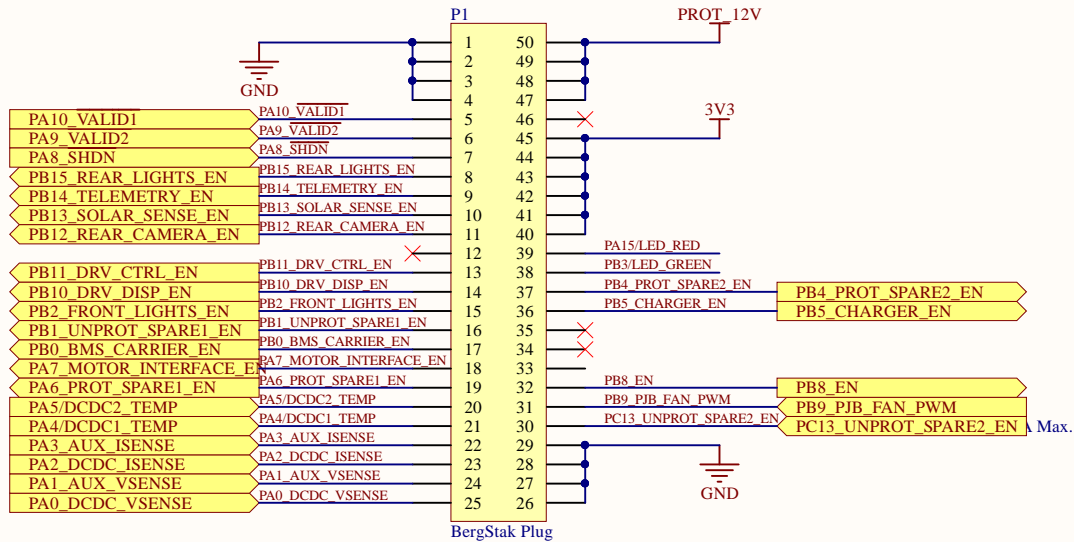 P1
PROT_12V
1 50
2 49
3 48
4 47
GND
3V3
PA10_VALID1 PA10_VALID1 5 46
PA9_VALID2 PA9_VALID2 6 45
PA8_SHDN PA8_SHDN 7 44
PB15_REAR_LIGHTS_EN PB15_REAR_LIGHTS_EN 8 43
PB14_TELEMETRY_EN PB14_TELEMETRY_EN 9 42
PB13_SOLAR_SENSE_EN PB13_SOLAR_SENSE_EN 10 41
PB12_REAR_CAMERA_EN PB12_REAR_CAMERA_EN 11 40
12 39 PA15/LED_RED
PB11_DRV_CTRL_EN PB11_DRV_CTRL_EN 13 38 PB3/LED_GREEN
PB10_DRV_DISP_EN PB10_DRV_DISP_EN 14 37 PB4_PROT_SPARE2_EN PB4_PROT_SPARE2_EN
PB2_FRONT_LIGHTS_EN PB2_FRONT_LIGHTS_EN 15 36 PB5_CHARGER_EN PB5_CHARGER_EN
PB1_UNPROT_SPARE1_EN PB1_UNPROT_SPARE1_EN 16 35
PB0_BMS_CARRIER_EN PB0_BMS_CARRIER_EN 17 34
PA7_MOTOR_INTERFACE_EN PA7_MOTOR_INTERFACE_EN 18 33
PA6_PROT_SPARE1_EN PA6_PROT_SPARE1_EN 19 32 PB8_EN PB8_EN
PA5/DCDC2_TEMP PA5/DCDC2_TEMP 20 31 PB9_PJB_FAN_PWM PB9_PJB_FAN_PWM
PA4/DCDC1_TEMP PA4/DCDC1_TEMP 21 30 PC13_UNPROT_SPARE2_EN PC13_UNPROT_SPARE2_EN Max.
PA3_AUX_ISENSE PA3_AUX_ISENSE 22 29
PA2_DCDC_ISENSE PA2_DCDC_ISENSE 23 28
PA1_AUX_VSENSE PA1_AUX_VSENSE 24 27
PA0_DCDC_VSENSE PA0_DCDC_VSENSE 25 26
GND
BergStak Plug